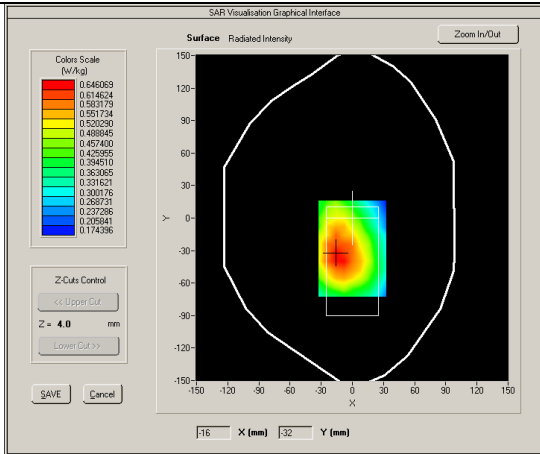 SAR Visualisation Graphical Interface
Surface Radiated Intensity
Zoom In/Out
Colors Scale
(W/kg)
0.646069
0.614624
0.583179
0.551734
0.520290
0.488845
0.457400
0.425955
0.394510
0.363065
0.331621
0.300176
0.268731
0.237286
0.205841
0.174396
Z-Cuts Control
<< Upper Cut
Z = 4.0 mm
Lower Cut >>
SAVE
Cancel
150
120
90
60
30
0
-30
-60
-90
-120
-150
Y
-150 -120 -90 -60 -30 0 30 60 90 120 150
X
-16 X (mm) -32 Y (mm)